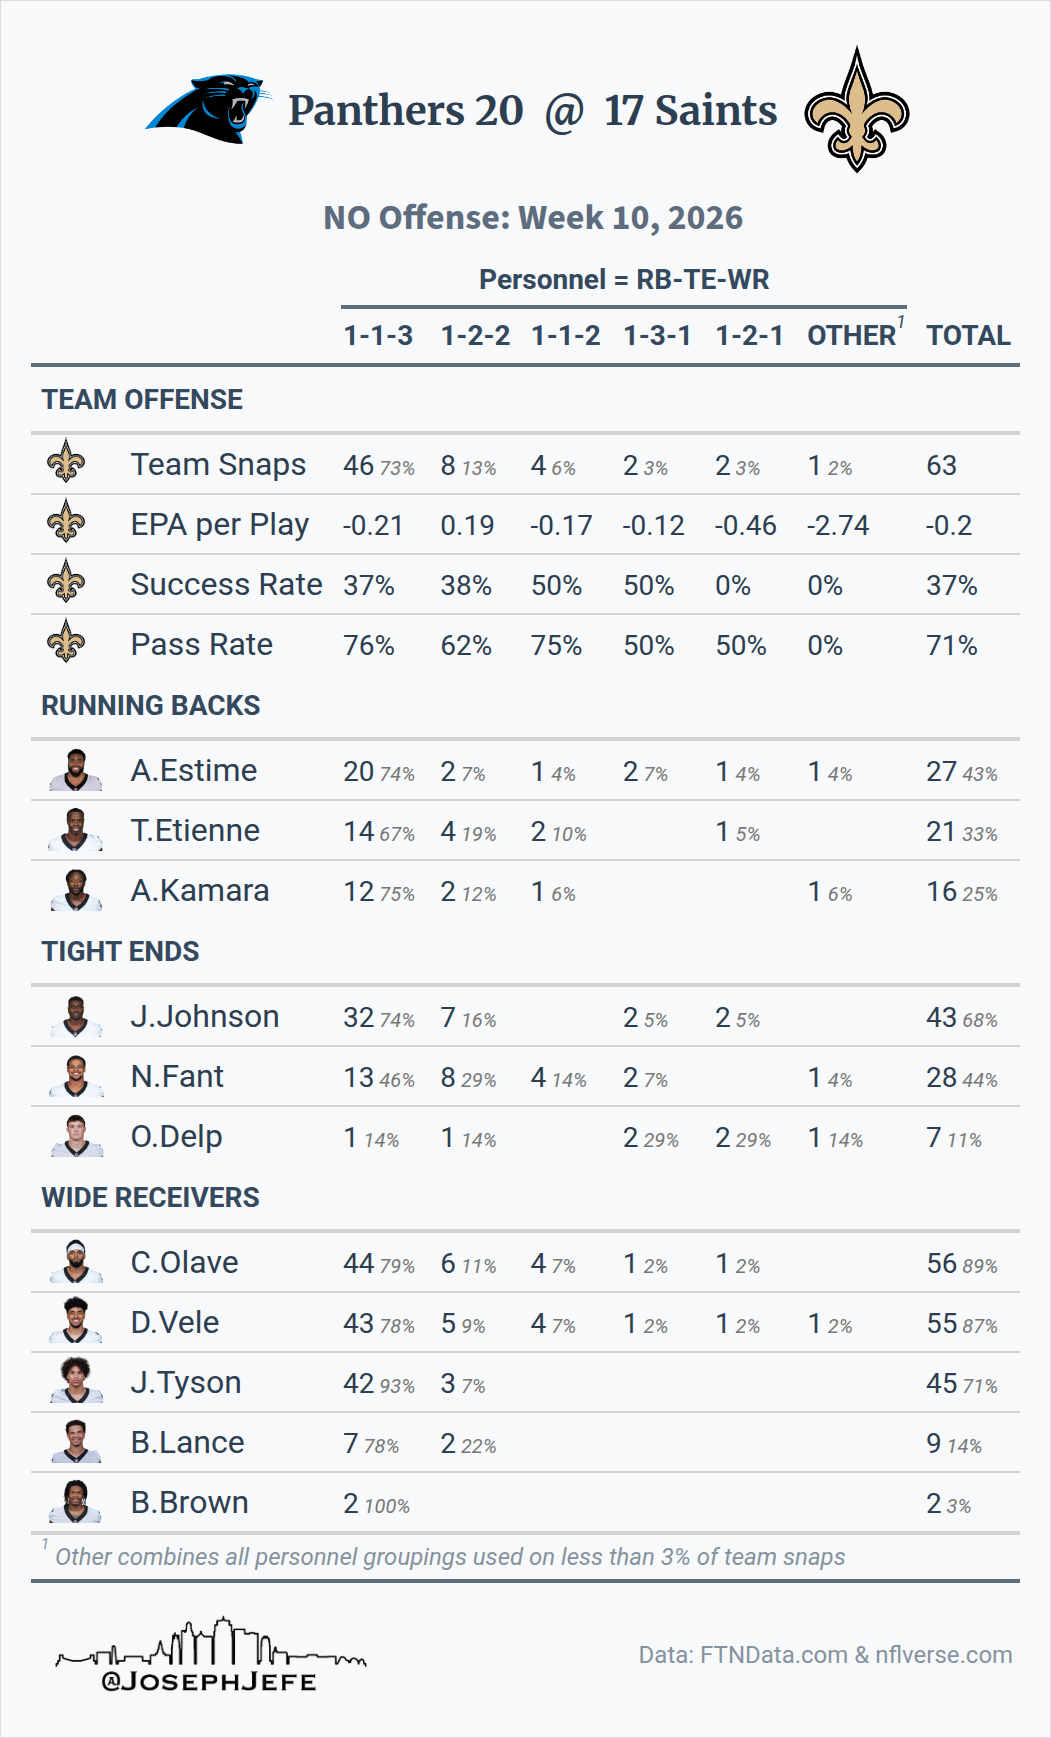 Panthers 20 @ 17 Saints
NO Offense: Week 10, 2026
Personnel = RB-TE-WR
1-1-3 1-2-2 1-1-2 1-3-1 1-2-1 OTHER1 TOTAL
TEAM OFFENSE
Team Snaps 46 73% 8 13% 4 6% 2 3% 2 3% 1 2% 63
EPA per Play -0.21 0.19 -0.17 -0.12 -0.46 -2.74 -0.2
Success Rate 37% 38% 50% 50% 0% 0% 37%
Pass Rate 76% 62% 75% 50% 50% 0% 71%
RUNNING BACKS
A.Estime 20 74% 2 7% 1 4% 2 7% 1 4% 1 4% 27 43%
T.Etienne 14 67% 4 19% 2 10% 1 5% 21 33%
A.Kamara 12 75% 2 12% 1 6% 1 6% 16 25%
TIGHT ENDS
J.Johnson 32 74% 7 16% 2 5% 2 5% 43 68%
N.Fant 13 46% 8 29% 4 14% 2 7% 1 4% 28 44%
O.Delp 1 14% 1 14% 2 29% 2 29% 1 14% 7 11%
WIDE RECEIVERS
C.Olave 44 79% 6 11% 4 7% 1 2% 1 2% 56 89%
D.Vele 43 78% 5 9% 4 7% 1 2% 1 2% 1 2% 55 87%
J.Tyson 42 93% 3 7% 45 71%
B.Lance 7 78% 2 22% 9 14%
B.Brown 2 100% 2 3%
1 Other combines all personnel groupings used on less than 3% of team snaps
@JOSEPHJEFE
Data: FTNData.com & nflverse.com